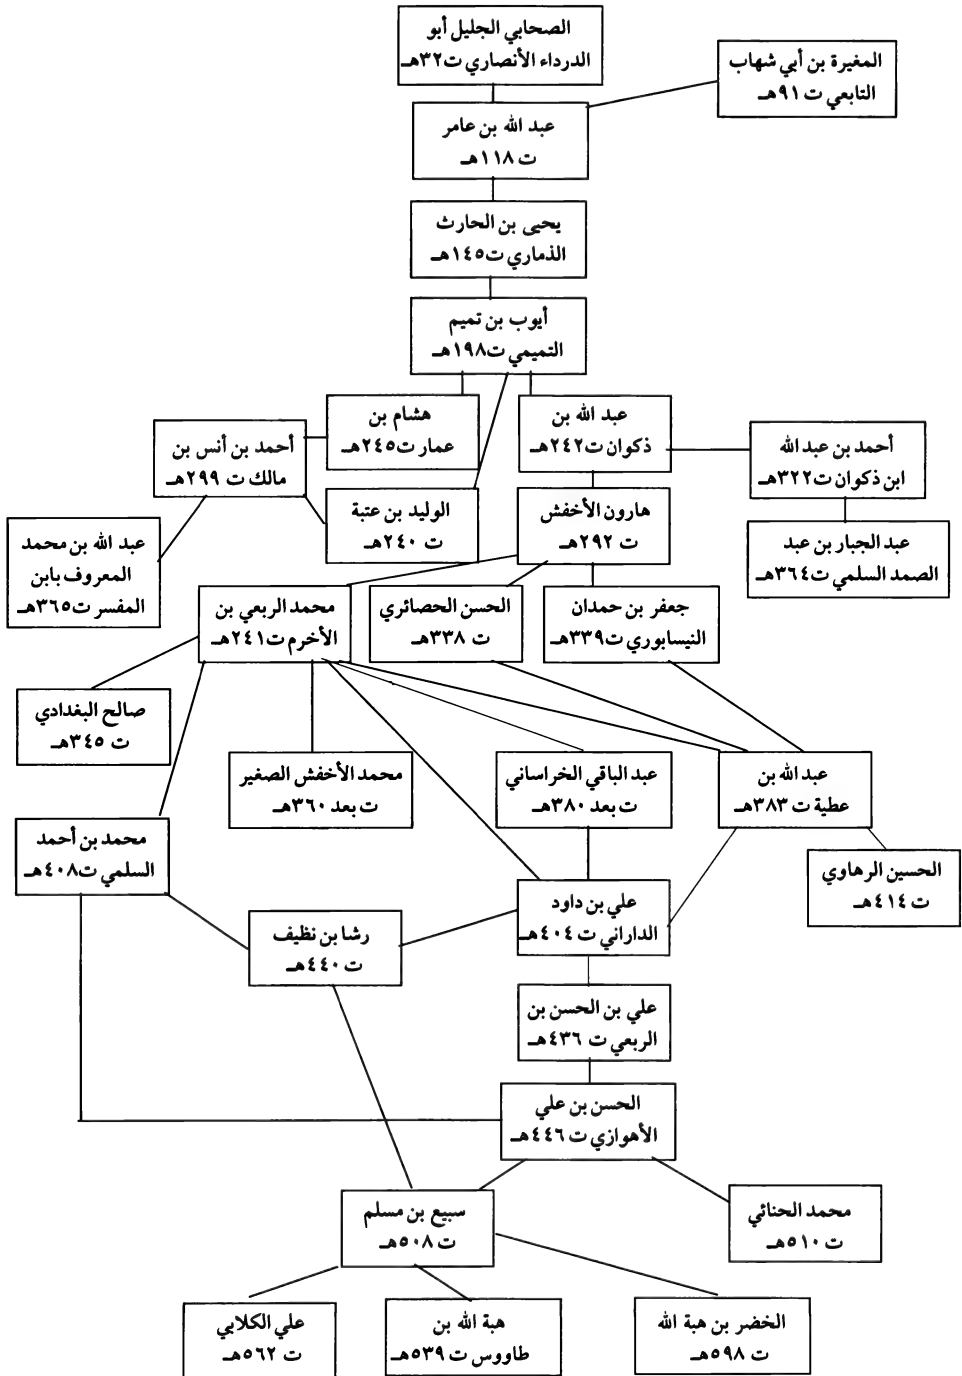 الصحابي الجليل أبو
الدرداء الأنصاري ت٣٢هـ
المغيرة بن أبي شهاب
التابعي ت٩١هـ
عبد الله بن عامر
ت ١١٨هـ
يحيى بن الحارث
الذماري ت١٤٥هـ
أيوب بن تميم
التميمي ت١٩٨هـ
عبد الله بن
ذكوان ت٢٤٢هـ
هشام بن
عمار ت٢٤٥هـ
أحمد بن أنس بن
مالك ت ٢٩٩هـ
أحمد بن عبد الله
ابن ذكوان ت٣٢٢هـ
هارون الأخفش
ت ٢٩٢هـ
الوليد بن عتبة
ت ٢٤٠هـ
عبد الجبار بن عبد
الصمد السلمي ت٣٦٤هـ
عبد الله بن محمد
المعروف بابن
المفسر ت٣٦٥هـ
جعفر بن حمدان
النيسابوري ت٣٣٩هـ
الحسن الحصائري
ت ٣٣٨هـ
محمد الربعي بن
الأخرم ت٢٤١هـ
صالح البغدادي
ت ٣٤٥هـ
عبد الله بن
عطية ت ٣٨٣هـ
عبد الباقي الخراساني
ت بعد ٣٨٠هـ
محمد الأخفش الصغير
ت بعد ٣٦٠هـ
محمد بن أحمد
السلمي ت٤٠٨هـ
الحسين الرهاوي
ت ٤١٤هـ
علي بن داود
الداراني ت ٤٠٤هـ
رشا بن نظيف
ت ٤٤٠هـ
علي بن الحسن بن
الربعي ت ٤٣٦هـ
الحسن بن علي
الأهوازي ت ٤٤٦هـ
محمد الحنائي
ت ٥١٠هـ
سبيع بن مسلم
ت ٥٠٨هـ
الخضر بن هبة الله
ت ٥٩٨هـ
هبة الله بن
طاووس ت ٥٣٩هـ
علي الكلابي
ت ٥٦٢هـ